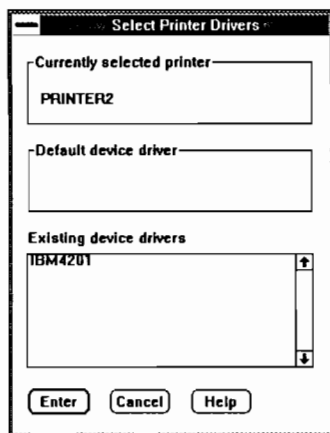 Select Printer Drivers
Currently selected printer
PRINTER2
Default device driver
Existing device drivers
IBM4201
Enter Cancel Help